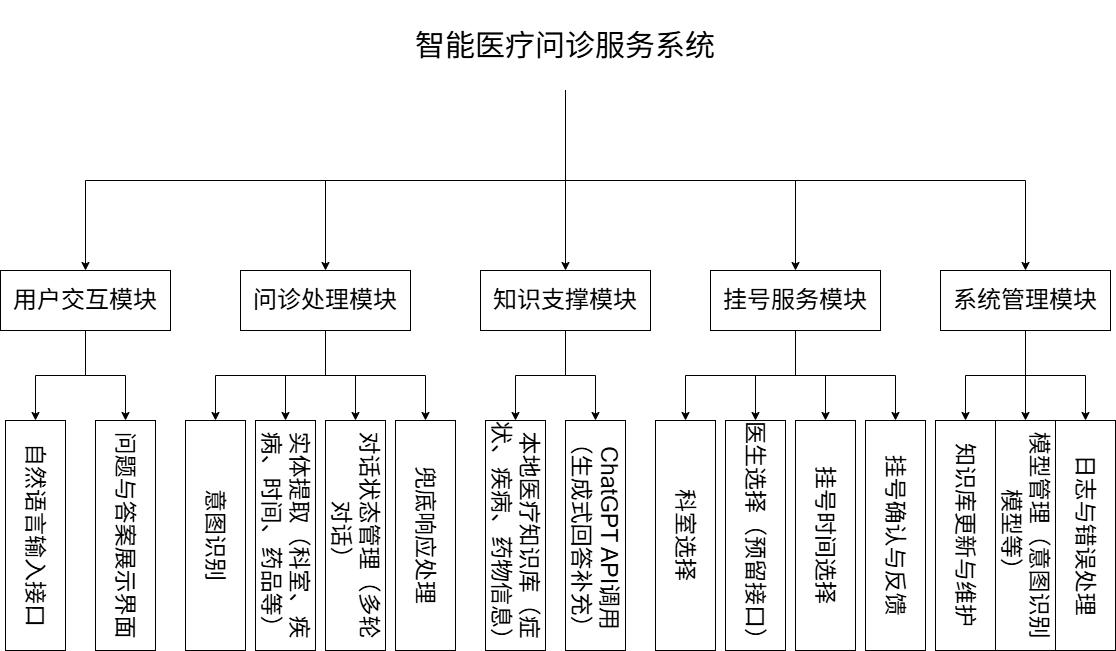 智能医疗问诊服务系统
用户交互模块
问诊处理模块
知识支撑模块
挂号服务模块
系统管理模块
自然语言输入接口
问题与答案展示界面
意图识别
实体提取（科室、疾
病、时间、药品等）
对话状态管理（多轮
对话）
兜底响应处理
本地医疗知识库（症
状、疾病、药物信息）
ChatGPT API调用
（生成式回答补充）
科室选择
医生选择（预留接口）
挂号时间选择
挂号确认与反馈
知识库更新与维护
模型管理（意图识别
模型等）
日志与错误处理